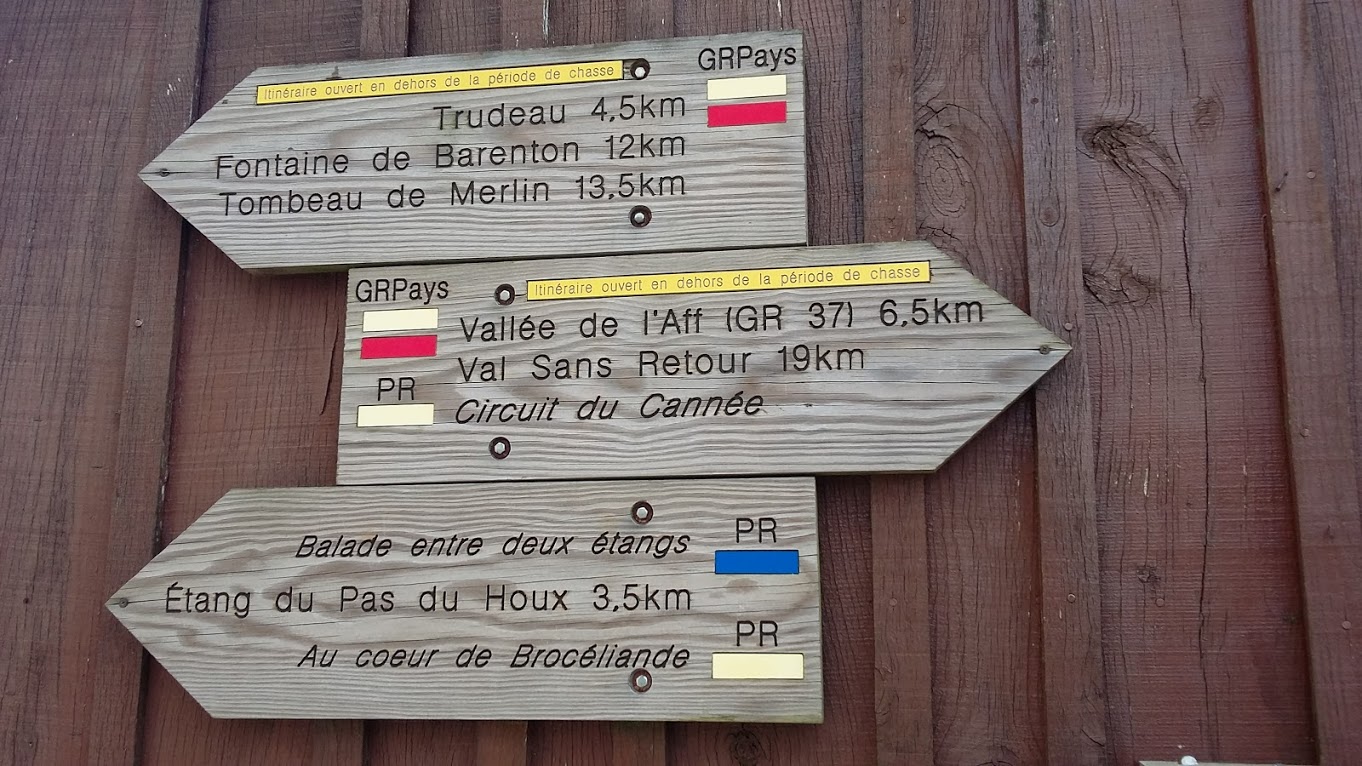 GRPays
Itinéraire ouvert en dehors de la période de chasse
Trudeau 4,5km
Fontaine de Barenton 12km
Tombeau de Merlin 13,5km
GRPays
Itinéraire ouvert en dehors de la période de chasse
Vallée de l'Aff (GR 37) 6,5km
Val Sans Retour 19km
PR
Circuit du Cannée
PR
Balade entre deux étangs
Étang du Pas du Houx 3,5km
PR
Au coeur de Brocéliande